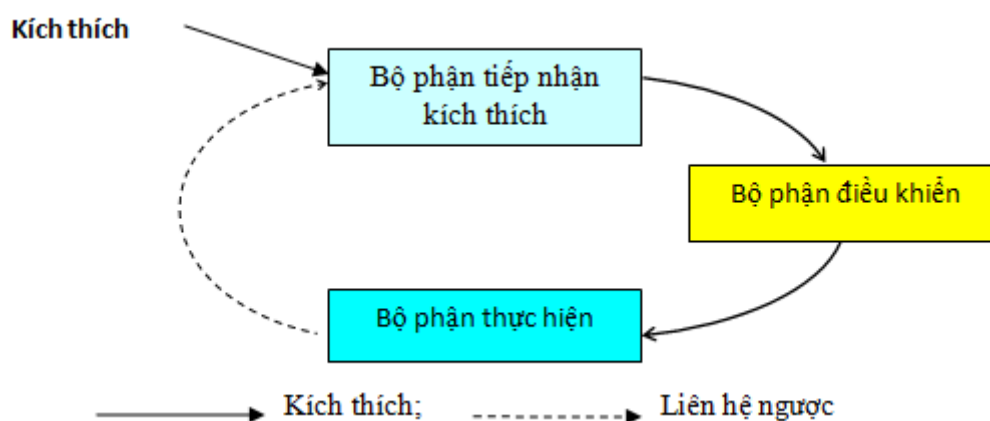 Kích thích
Bộ phận tiếp nhận
kích thích
Bộ phận điều khiển
Bộ phận thực hiện
Kích thích;
Liên hệ ngược